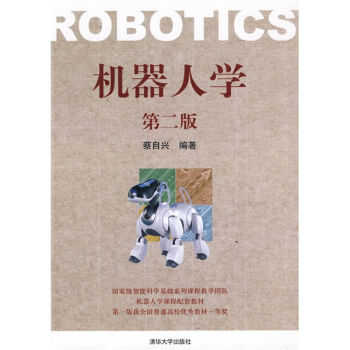 ROBOTICS
机器人学
第二版
蔡自兴 编著
国家级智能科学基础系列课程教学团队
机器人学课程配套教材
第一版获全国普通高校优秀教材一等奖
清华大学出版社